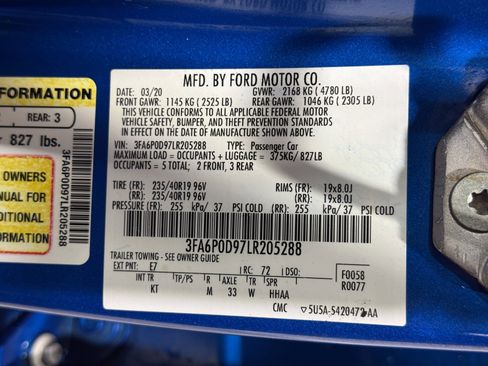 FORMATION
REAR: 3
827 lbs.
OWNERS
ANUAL FOR
DITIONAL
ORMATION
3FA6P0D97LR205288
MFD. BY FORD MOTOR CO.
DATE: 03/20 GVWR: 2168 KG ( 4780 LB)
FRONT GAWR: 1145 KG ( 2525 LB) REAR GAWR: 1046 KG ( 2305 LB)
THIS VEHICLE CONFORMS TO ALL APPLICABLE FEDERAL MOTOR
VEHICLE SAFETY, BUMPER, AND THEFT PREVENTION STANDARDS
IN EFFECT ON THE DATE OF MANUFACTURE SHOWN ABOVE.
VIN: 3FA6P0D97LR205288 TYPE: Passenger Car
MAXIMUM LOAD = OCCUPANTS + LUGGAGE = 375KG/827LB
OCCUPANTS = 5 TOTAL; 2 FRONT, 3 REAR
TIRE (FR): 235/40R19 96V RIMS (FR): 19x8.0J
(RR): 235/40R19 96V (RR): 19x8.0J
PRESSURE (FR): 255 kPa/ 37 PSI COLD (RR): 255 kPa/ 37 PSI COLD
3FA6P0D97LR205288
TRAILER TOWING - SEE OWNER GUIDE
EXT PNT: E7 RC: 72 DSO: F0058
R0077
INT TR TP/PS R AXLE TR SPR
KT M 33 W HHAA
CMC 5U5A-5420472-AA